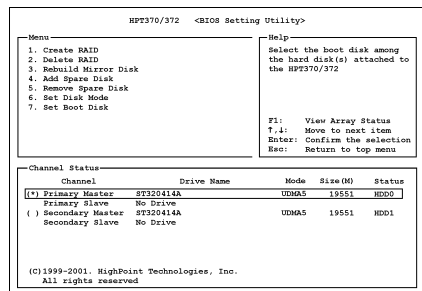 HPT370/372 <BIOS Setting Utility>
Menu
1. Create RAID
2. Delete RAID
3. Rebuild Mirror Disk
4. Add Spare Disk
5. Remove Spare Disk
6. Set Disk Mode
7. Set Boot Disk
Help
Select the boot disk among
the hard disk(s) attached to
the HPT370/372
F1: View Array Status
↑,↓: Move to next item
Enter: Confirm the selection
Esc: Return to top menu
Channel Status
Channel Drive Name Mode Size(M) Status
(*) Primary Master ST320414A UDMA5 19551 HDD0
Primary Slave No Drive
( ) Secondary Master ST320414A UDMA5 19551 HDD1
Secondary Slave No Drive
(C)1999-2001. HighPoint Technologies, Inc.
All rights reserved